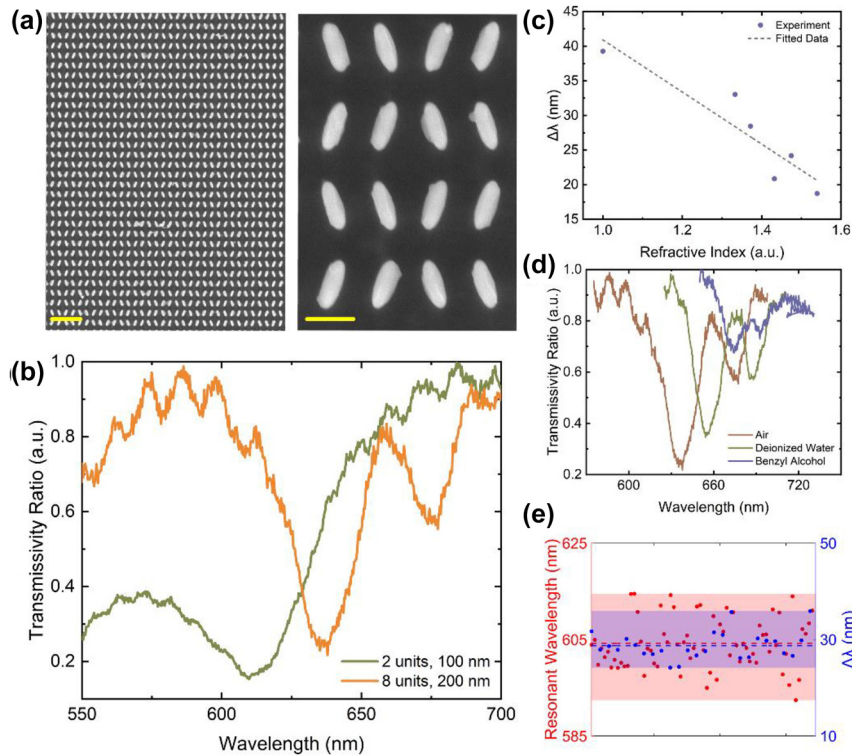 (a)
(b)
1.0
0.8
0.6
0.4
0.2
Transmissivity Ratio (a.u.)
2 units, 100 nm
8 units, 200 nm
550
600
650
700
Wavelength (nm)
(c)
45
40
35
30
25
20
15
Δλ (nm)
Experiment
Fitted Data
1.0
1.2
1.4
1.6
Refractive Index (a.u.)
(d)
1.0
0.8
0.6
0.4
0.2
Transmissivity Ratio (a.u.)
Air
Deionized Water
Benzyl Alcohol
600
660
720
Wavelength (nm)
(e)
625
605
585
Resonant Wavelength (nm)
50
30
10
Δλ (nm)